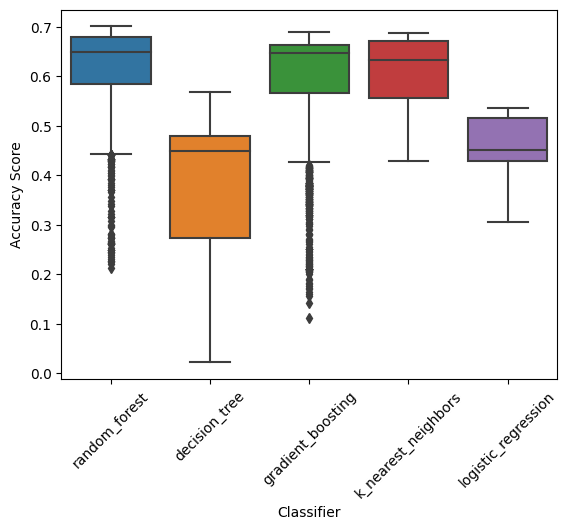 0.7
0.6
0.5
0.4
0.3
0.2
0.1
0.0
Accuracy Score
random_forest
decision_tree
gradient_boosting
k_nearest_neighbors
logistic_regression
Classifier